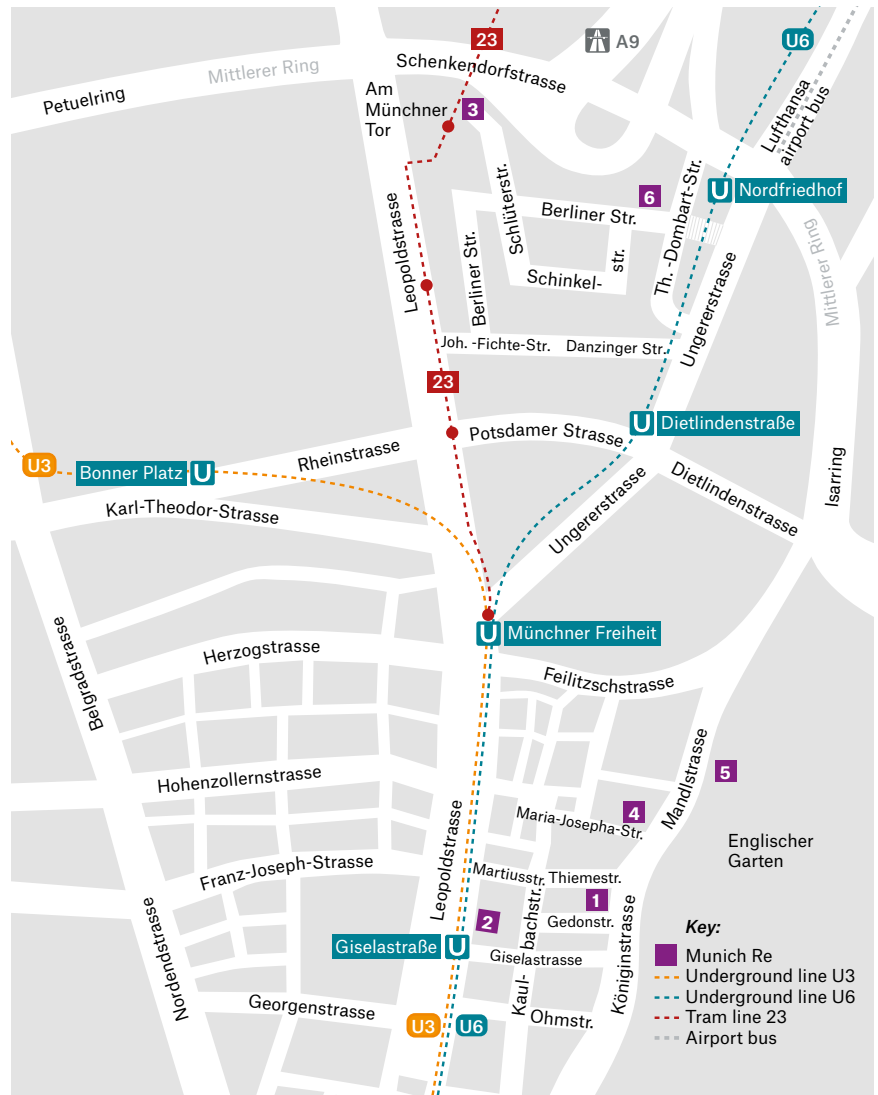 23
A9
U6
Schenkendorfstrasse
Mittlerer Ring
Petuelring
Am
Münchner
Tor
3
Lufthansa
airport bus
U Nordfriedhof
6
Berliner Str.
Schlüterstr.
Th. -Dombart-Str.
Leopoldstrasse
Berliner Str.
Schinkel-
str.
Mittlerer Ring
Ungererstrasse
Joh. -Fichte-Str.
Danzinger Str.
23
U Dietlindenstraße
Potsdamer Strasse
Rheinstrasse
U3
Bonner Platz U
Dietlindenstrasse
Isarring
Karl-Theodor-Strasse
Ungererstrasse
U Münchner Freiheit
Herzogstrasse
Belgradstrasse
Feilitzschstrasse
Mandlstrasse
5
Hohenzollernstrasse
Leopoldstrasse
4
Maria-Josepha-Str.
Englischer
Garten
Franz-Joseph-Strasse
Martiusstr.
Thiemestr.
1
Gedonstr.
2
Kaul-
bachstr.
Königinstrasse
Nordendstrasse
Giselastraße U
Giselastrasse
Georgenstrasse
U3
U6
Ohmstr.
Key:
Munich Re
Underground line U3
Underground line U6
Tram line 23
Airport bus